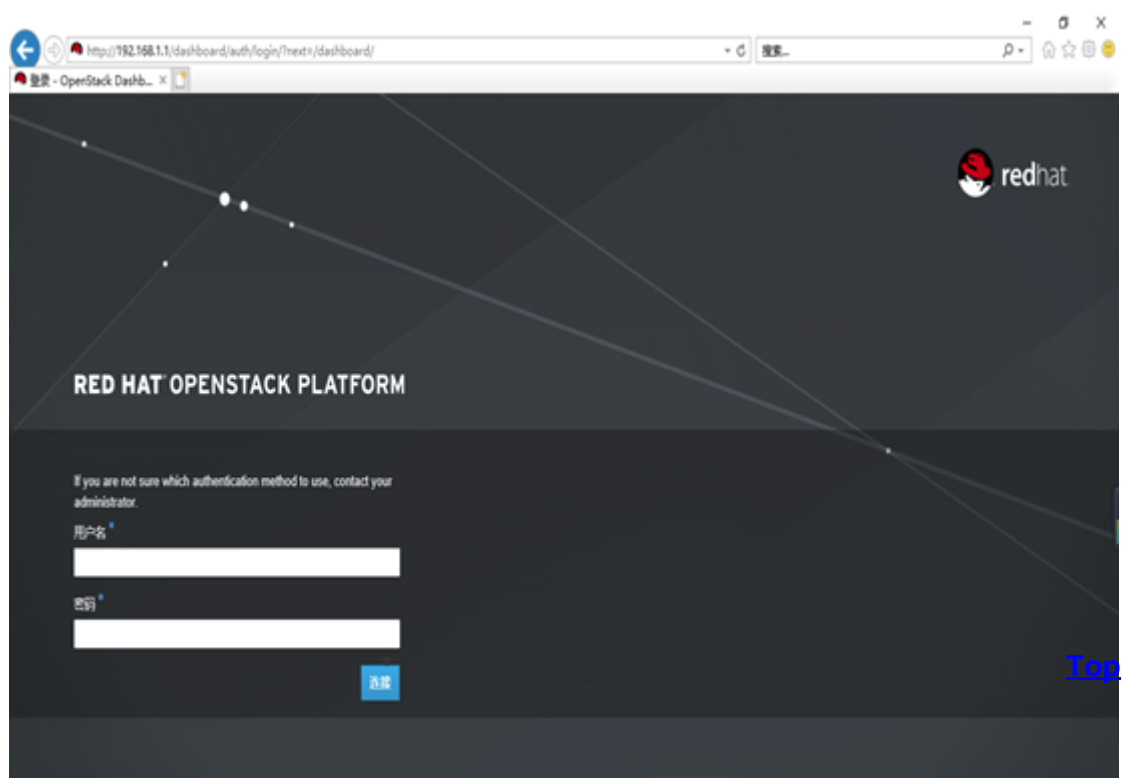 http://192.168.1.1/dashboard/auth/login/?next=/dashboard/
搜索...
登录 - OpenStack Dashb...
redhat
RED HAT OPENSTACK PLATFORM
If you are not sure which authentication method to use, contact your
administrator.
用户名 *
密码 *
连接
Top